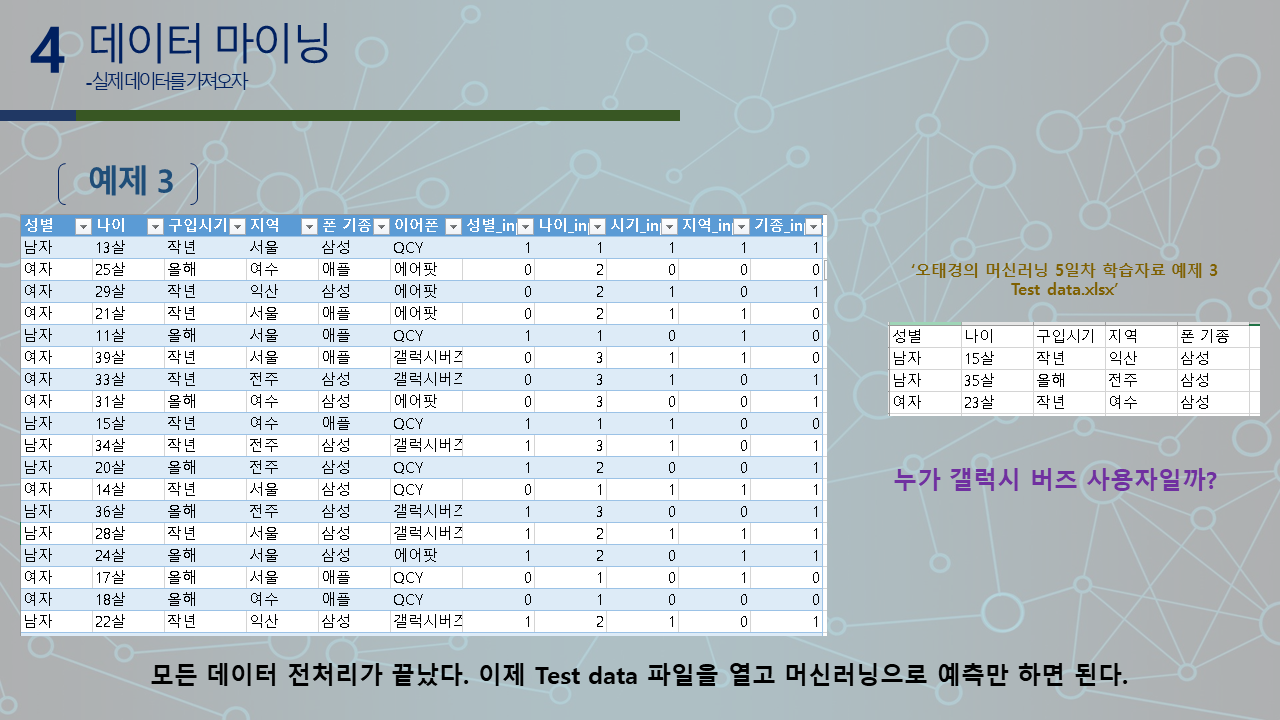 4 데이터 마이닝
-실제 데이터를 가져오자
예제 3
성별 나이 구입시기 지역 폰 기종 이어폰 성별_in 나이_in 시기_in 지역_in 기종_in
남자 13살 작년 서울 삼성 QCY 1 1 1 1 1
여자 25살 올해 여수 애플 에어팟 0 2 0 0 0
여자 29살 작년 익산 삼성 에어팟 0 2 1 0 1
여자 21살 작년 서울 애플 에어팟 0 2 1 1 0
남자 11살 올해 서울 애플 QCY 1 1 0 1 0
여자 39살 작년 서울 애플 갤럭시버즈 0 3 1 1 0
여자 33살 작년 전주 삼성 갤럭시버즈 0 3 1 0 1
여자 31살 올해 여수 삼성 에어팟 0 3 0 0 1
남자 15살 작년 여수 애플 QCY 1 1 1 0 0
남자 34살 작년 전주 삼성 갤럭시버즈 1 3 1 0 1
남자 20살 올해 전주 삼성 QCY 1 2 0 0 1
여자 14살 작년 서울 삼성 QCY 0 1 1 1 1
남자 36살 올해 전주 삼성 갤럭시버즈 1 3 0 0 1
남자 28살 작년 서울 삼성 갤럭시버즈 1 2 1 1 1
남자 24살 올해 서울 삼성 에어팟 1 2 0 1 1
여자 17살 올해 서울 애플 QCY 0 1 0 1 0
여자 18살 올해 여수 애플 QCY 0 1 0 0 0
남자 22살 작년 익산 삼성 갤럭시버즈 1 2 1 0 1
‘오태경의 머신러닝 5일차 학습자료 예제 3
Test data.xlsx’
성별 나이 구입시기 지역 폰 기종
남자 15살 작년 익산 삼성
남자 35살 올해 전주 삼성
여자 23살 작년 여수 삼성
누가 갤럭시 버즈 사용자일까?
모든 데이터 전처리가 끝났다. 이제 Test data 파일을 열고 머신러닝으로 예측만 하면 된다.